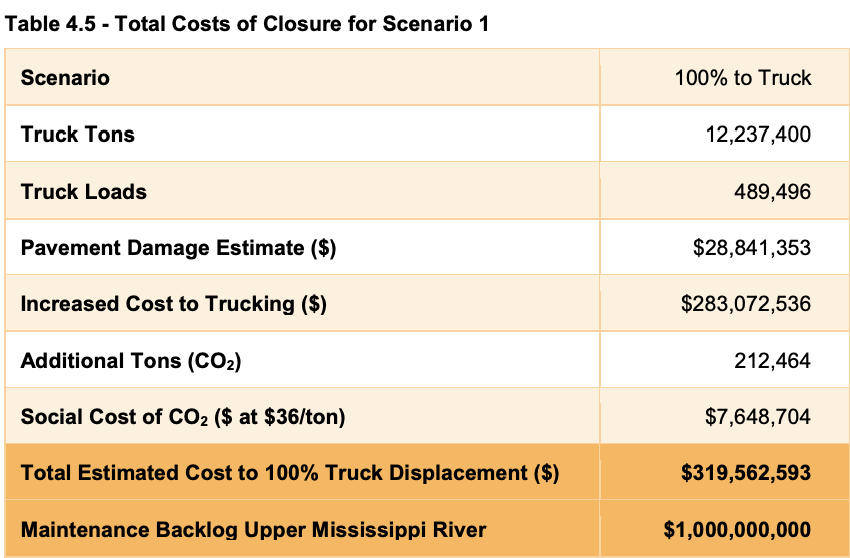 Table 4.5 - Total Costs of Closure for Scenario 1
Scenario 100% to Truck
Truck Tons 12,237,400
Truck Loads 489,496
Pavement Damage Estimate ($) $28,841,353
Increased Cost to Trucking ($) $283,072,536
Additional Tons (CO₂) 212,464
Social Cost of CO₂ ($ at $36/ton) $7,648,704
Total Estimated Cost to 100% Truck Displacement ($) $319,562,593
Maintenance Backlog Upper Mississippi River $1,000,000,000